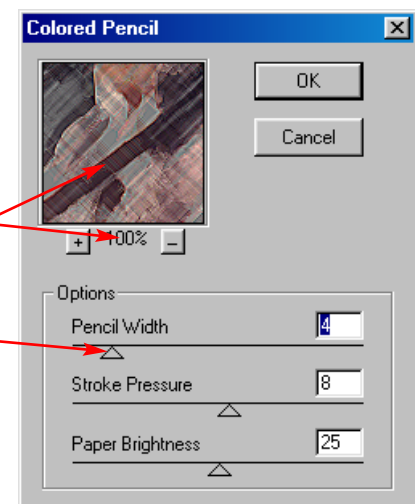 Colored Pencil
OK
Cancel
+ 100% −
Options
Pencil Width 4
Stroke Pressure 8
Paper Brightness 25